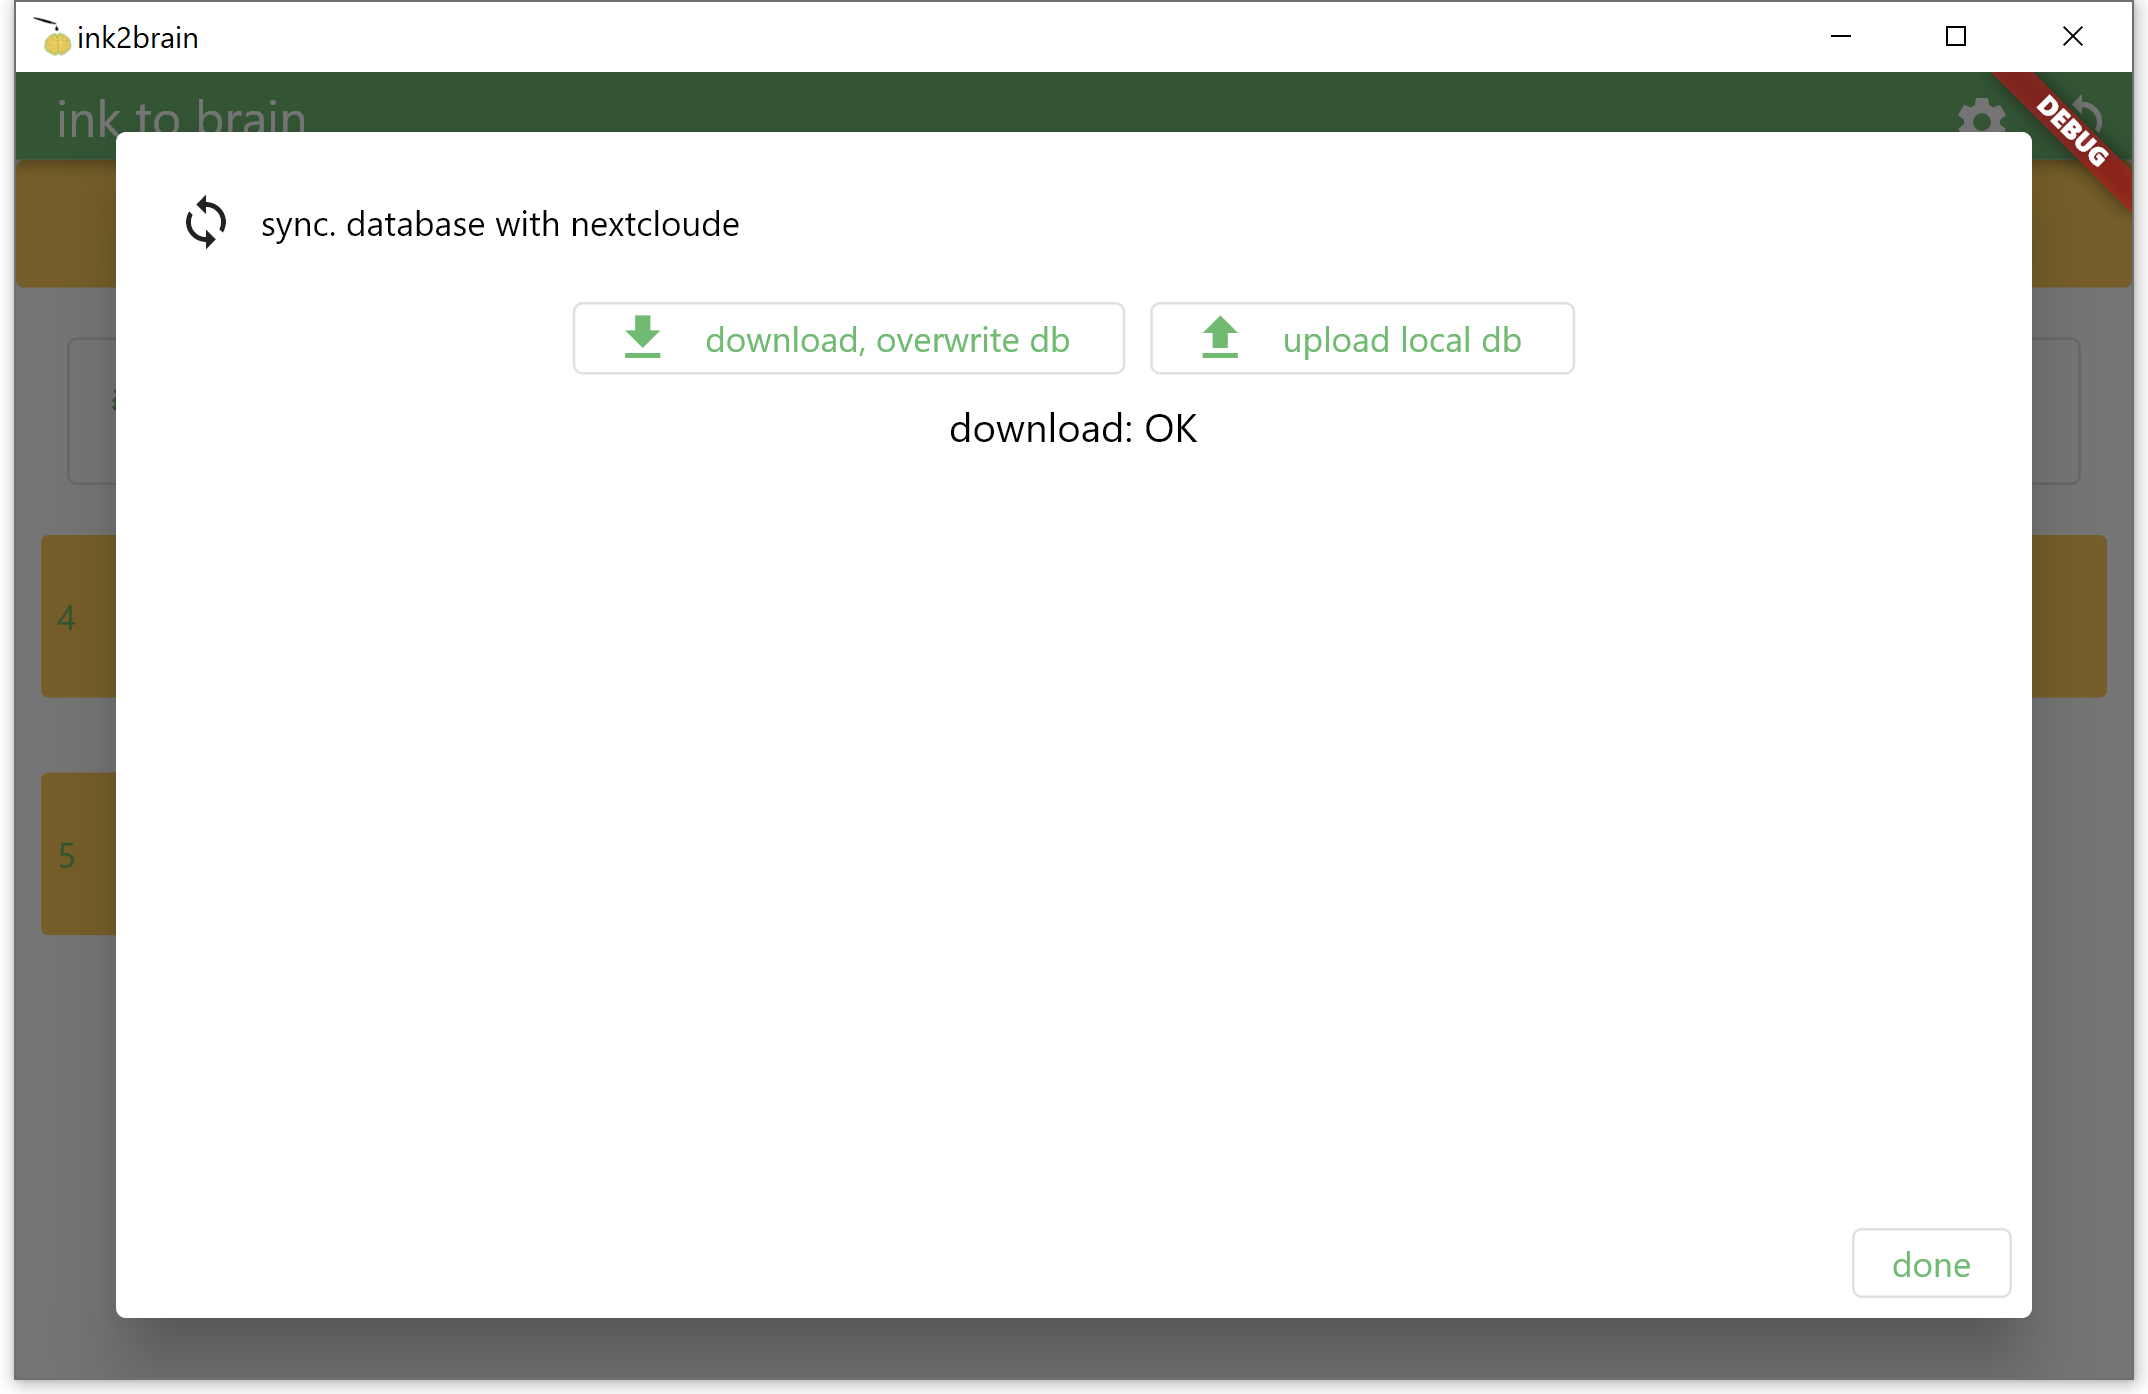 ink2brain
ink to brain
DEBUG
sync. database with nextcloude
download, overwrite db
upload local db
download: OK
4
5
done